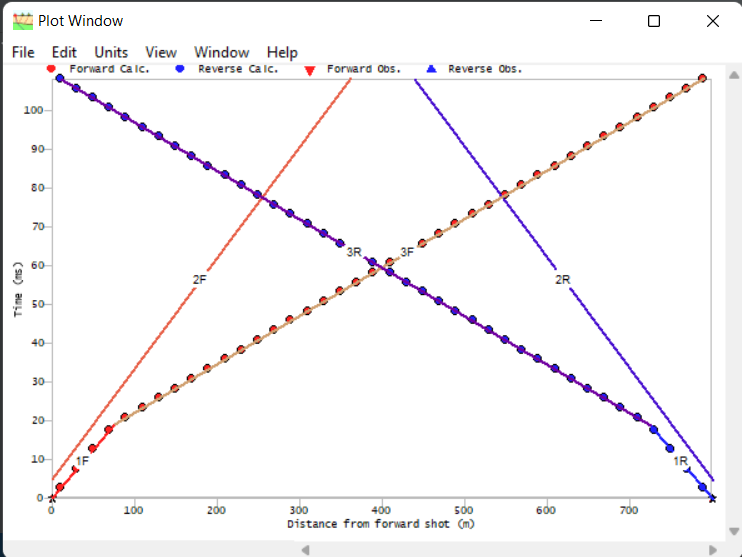 Plot Window
File Edit Units View Window Help
Forward Calc. Reverse Calc. Forward Obs. Reverse Obs.
100
90
80
70
60
50
40
30
20
10
0
Time (ms)
3R 3F
2F 2R
1F 1R
0 100 200 300 400 500 600 700
Distance from forward shot (m)